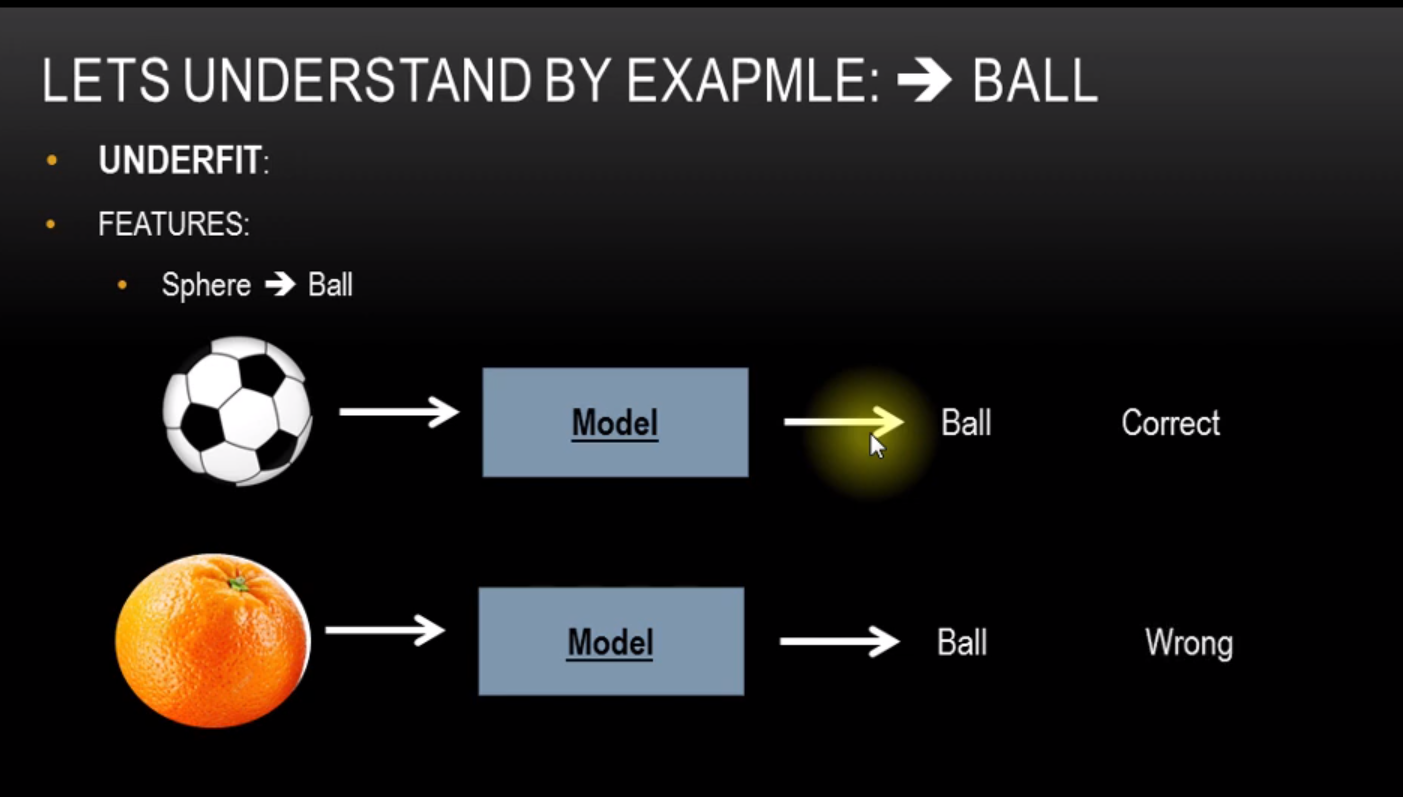 LETS UNDERSTAND BY EXAPMLE: ➔ BALL
• UNDERFIT:
• FEATURES:
• Sphere ➔ Ball
Model Ball Correct
Model Ball Wrong